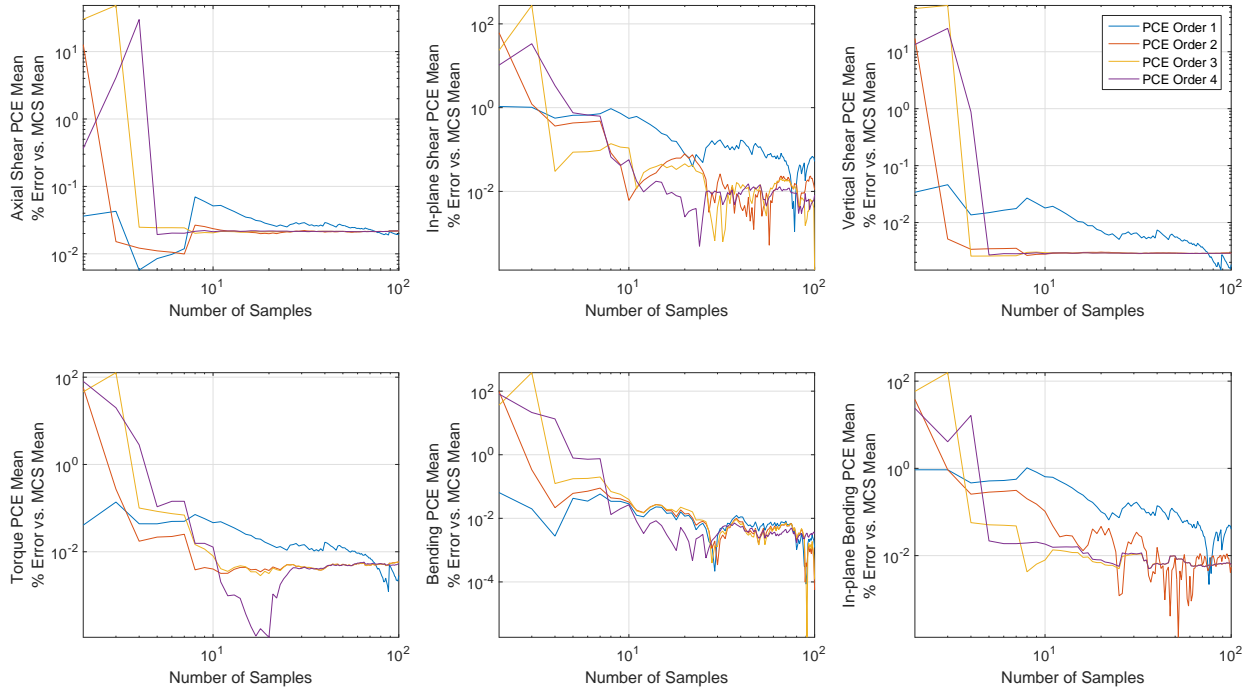 Axial Shear PCE Mean
% Error vs. MCS Mean
10^1
10^0
10^-1
10^-2
10^1
10^2
Number of Samples
In-plane Shear PCE Mean
% Error vs. MCS Mean
10^2
10^0
10^-2
10^1
10^2
Number of Samples
Vertical Shear PCE Mean
% Error vs. MCS Mean
10^1
10^0
10^-1
10^-2
10^-3
10^1
10^2
Number of Samples
PCE Order 1
PCE Order 2
PCE Order 3
PCE Order 4
Torque PCE Mean
% Error vs. MCS Mean
10^2
10^0
10^-2
10^1
10^2
Number of Samples
Bending PCE Mean
% Error vs. MCS Mean
10^2
10^0
10^-2
10^-4
10^1
10^2
Number of Samples
In-plane Bending PCE Mean
% Error vs. MCS Mean
10^2
10^0
10^-2
10^1
10^2
Number of Samples